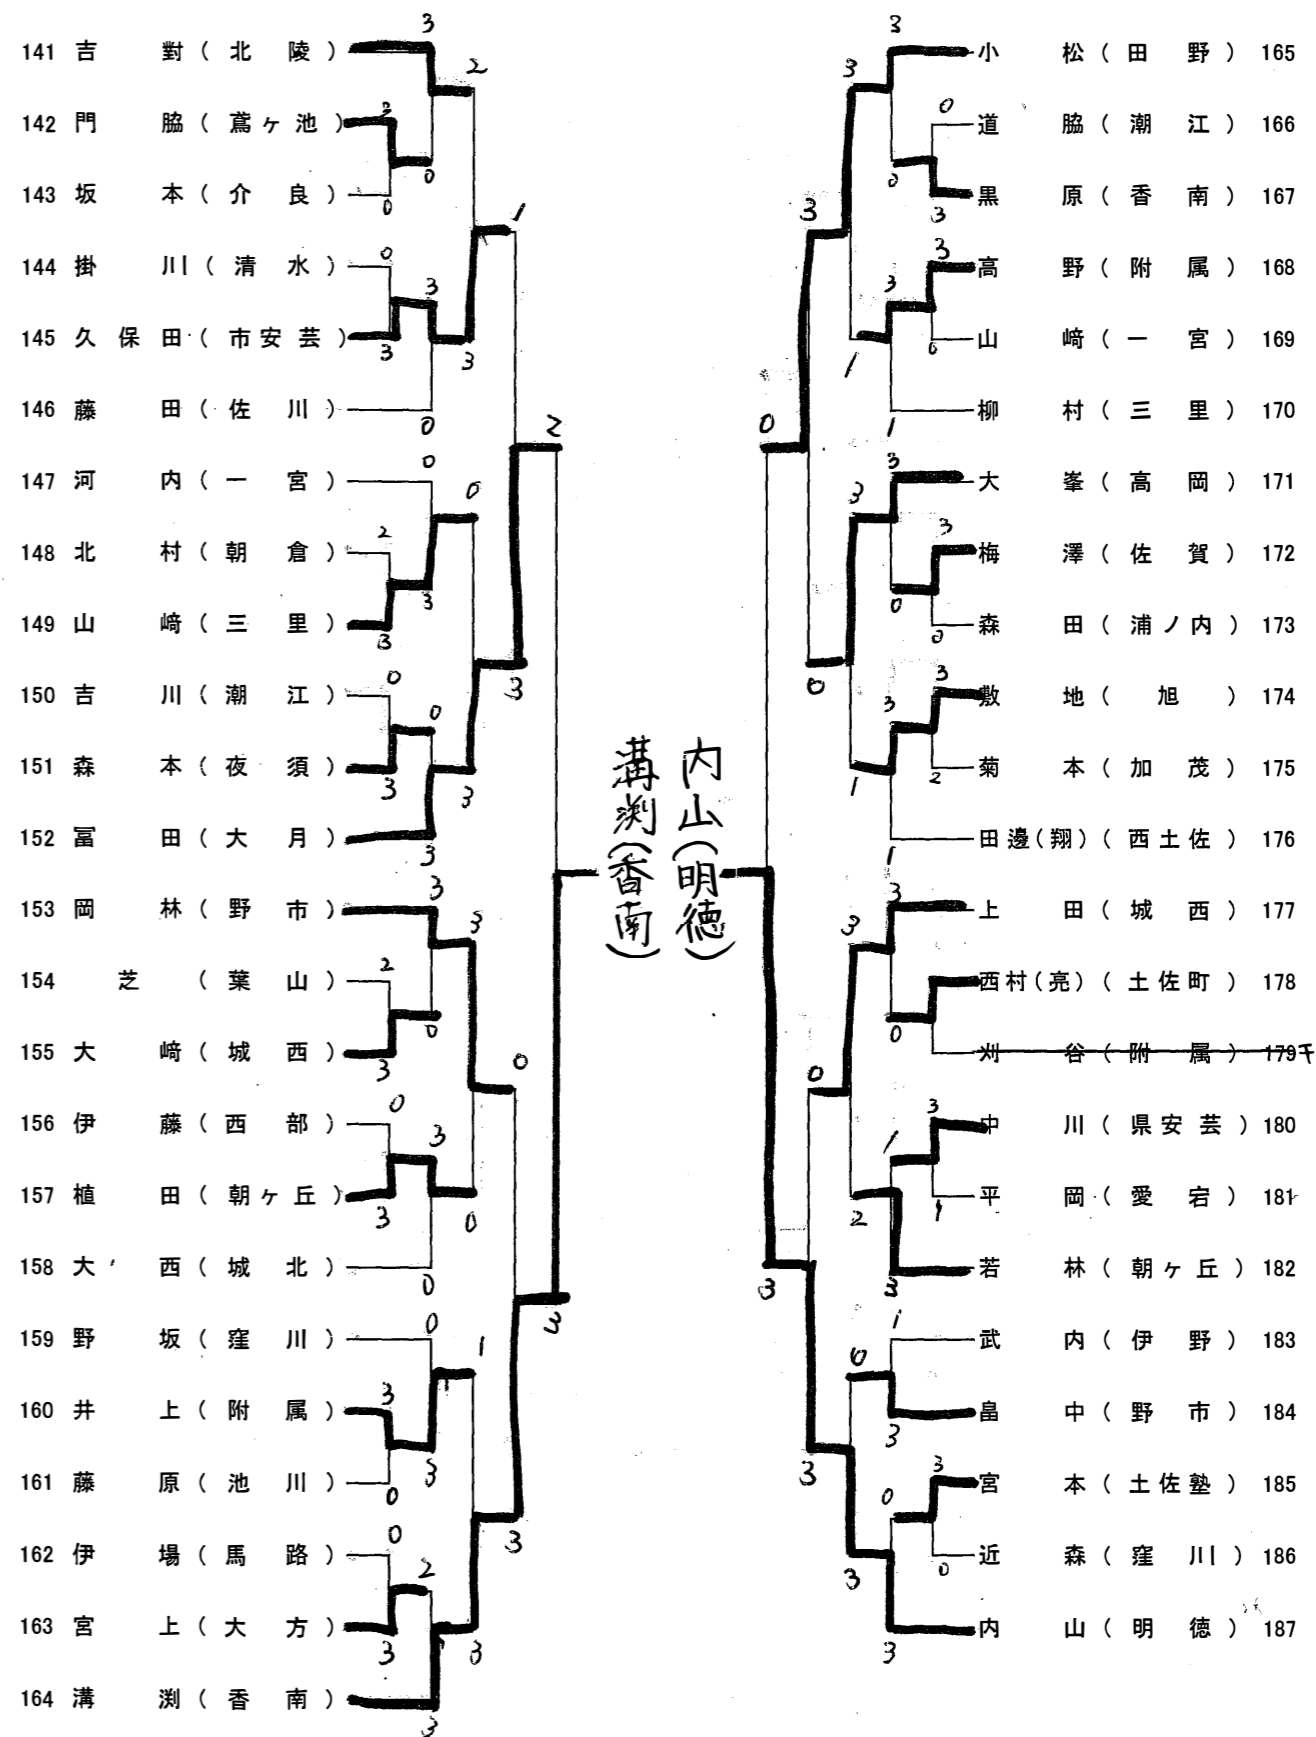 141 吉 對 ( 北 陵 )
142 門 脇 ( 鳶ヶ池 )
143 坂 本 ( 介 良 )
144 掛 川 ( 清 水 )
145 久 保 田 ( 市安芸 )
146 藤 田 ( 佐 川 )
147 河 内 ( 一 宮 )
148 北 村 ( 朝 倉 )
149 山 﨑 ( 三 里 )
150 吉 川 ( 潮 江 )
151 森 本 ( 夜 須 )
152 冨 田 ( 大 月 )
153 岡 林 ( 野 市 )
154 芝 ( 葉 山 )
155 大 﨑 ( 城 西 )
156 伊 藤 ( 西 部 )
157 植 田 ( 朝ヶ丘 )
158 大 西 ( 城 北 )
159 野 坂 ( 窪 川 )
160 井 上 ( 附 属 )
161 藤 原 ( 池 川 )
162 伊 場 ( 馬 路 )
163 宮 上 ( 大 方 )
164 溝 渕 ( 香 南 )
溝渕(香南)
内山(明徳)
小 松 ( 田 野 ) 165
道 脇 ( 潮 江 ) 166
黒 原 ( 香 南 ) 167
高 野 ( 附 属 ) 168
山 﨑 ( 一 宮 ) 169
柳 村 ( 三 里 ) 170
大 峯 ( 高 岡 ) 171
梅 澤 ( 佐 賀 ) 172
森 田 ( 浦ノ内 ) 173
敷 地 ( 旭 ) 174
菊 本 ( 加 茂 ) 175
田邊(翔) ( 西土佐 ) 176
上 田 ( 城 西 ) 177
西村(亮) ( 土佐町 ) 178
刈 谷 ( 附 属 ) 179
中 川 ( 県安芸 ) 180
平 岡 ( 愛 宕 ) 181
若 林 ( 朝ヶ丘 ) 182
武 内 ( 伊 野 ) 183
畠 中 ( 野 市 ) 184
宮 本 ( 土佐塾 ) 185
近 森 ( 窪 川 ) 186
内 山 ( 明 徳 ) 187